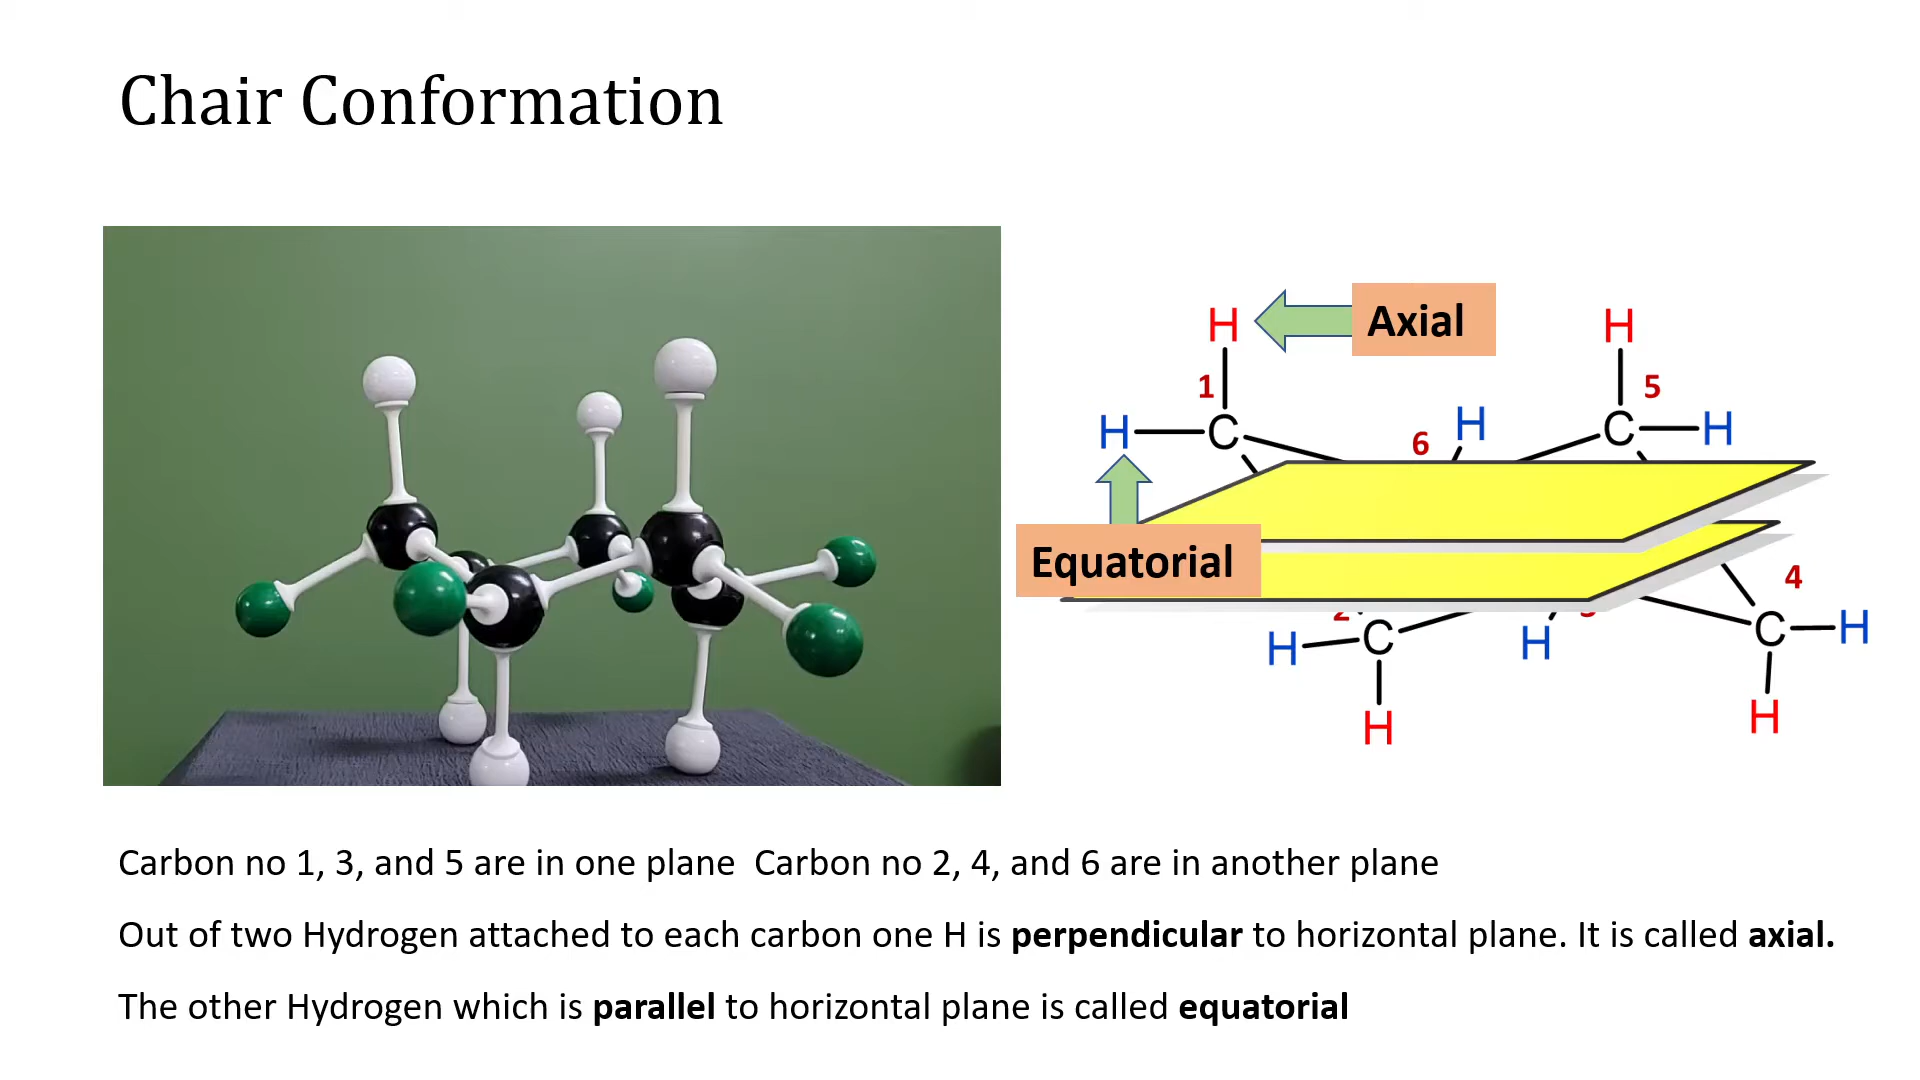 Chair Conformation
H
Axial
H
1
5
H
C
6
H
C
H
Equatorial
4
2
H
C
H
C
H
H
H
Carbon no 1, 3, and 5 are in one plane  Carbon no 2, 4, and 6 are in another plane
Out of two Hydrogen attached to each carbon one H is perpendicular to horizontal plane. It is called axial.
The other Hydrogen which is parallel to horizontal plane is called equatorial